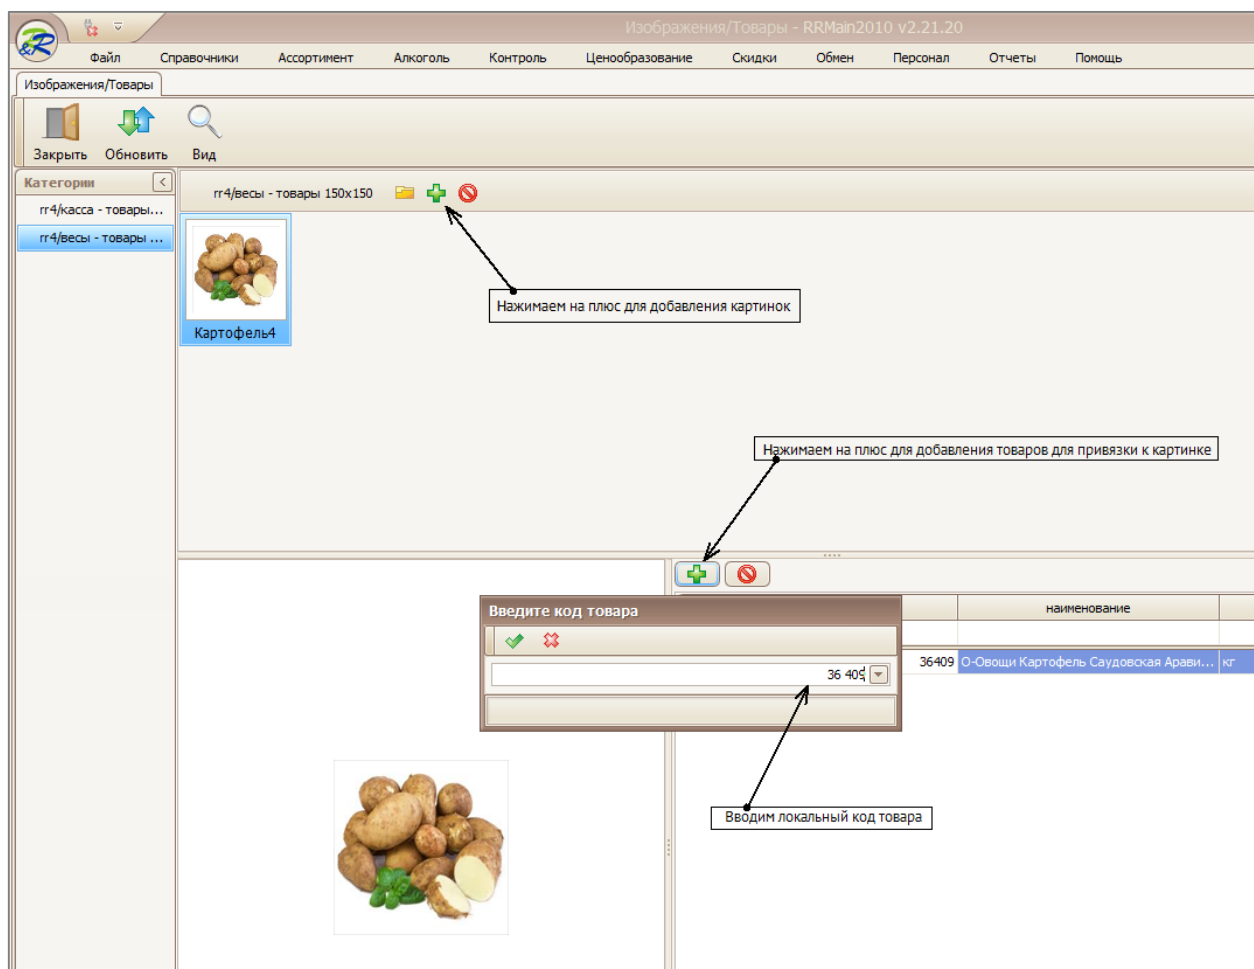 Изображения/Товары - RRMain2010 v2.21.20
R&R
Файл Справочники Ассортимент Алкоголь Контроль Ценообразование Скидки Обмен Персонал Отчеты Помощь
Изображения/Товары
Закрыть Обновить Вид
Категории <
rr4/касса - товары...
rr4/весы - товары ...
rr4/весы - товары 150x150
Картофель4
Нажимаем на плюс для добавления картинок
Нажимаем на плюс для добавления товаров для привязки к картинке
Введите код товара
36 409
наименование
36409 О-Овощи Картофель Саудовская Арави... кг
Вводим локальный код товара